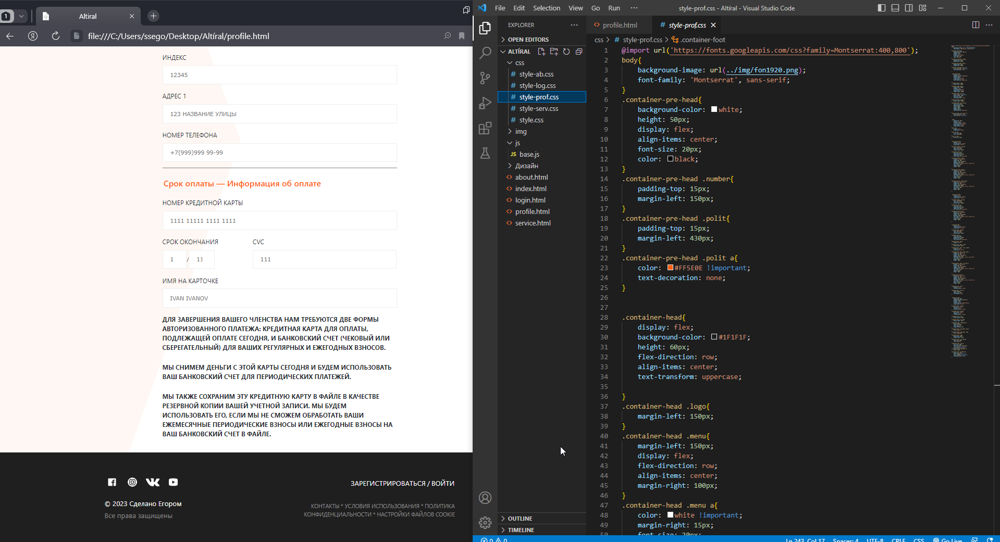 1
Altiral
file:///C:/Users/ssego/Desktop/Altíral/profile.html
ИНДЕКС
12345
АДРЕС 1
123 НАЗВАНИЕ УЛИЦЫ
НОМЕР ТЕЛЕФОНА
+7(999)999 99-99
Срок оплаты — Информация об оплате
НОМЕР КРЕДИТНОЙ КАРТЫ
1111 11111 1111 1111
СРОК ОКОНЧАНИЯ
CVC
1 / 11
111
ИМЯ НА КАРТОЧКЕ
IVAN IVANOV
ДЛЯ ЗАВЕРШЕНИЯ ВАШЕГО ЧЛЕНСТВА НАМ ТРЕБУЮТСЯ ДВЕ ФОРМЫ
АВТОРИЗОВАННОГО ПЛАТЕЖА: КРЕДИТНАЯ КАРТА ДЛЯ ОПЛАТЫ,
ПОДЛЕЖАЩЕЙ ОПЛАТЕ СЕГОДНЯ, И БАНКОВСКИЙ СЧЕТ (ЧЕКОВЫЙ ИЛИ
СБЕРЕГАТЕЛЬНЫЙ) ДЛЯ ВАШИХ РЕГУЛЯРНЫХ И ЕЖЕГОДНЫХ ВЗНОСОВ.
МЫ СНИМЕМ ДЕНЬГИ С ЭТОЙ КАРТЫ СЕГОДНЯ И БУДЕМ ИСПОЛЬЗОВАТЬ
ВАШ БАНКОВСКИЙ СЧЕТ ДЛЯ ПЕРИОДИЧЕСКИХ ПЛАТЕЖЕЙ.
МЫ ТАКЖЕ СОХРАНИМ ЭТУ КРЕДИТНУЮ КАРТУ В ФАЙЛЕ В КАЧЕСТВЕ
РЕЗЕРВНОЙ КОПИИ ВАШЕЙ УЧЕТНОЙ ЗАПИСИ. МЫ БУДЕМ
ИСПОЛЬЗОВАТЬ ЕГО, ЕСЛИ МЫ НЕ СМОЖЕМ ОБРАБОТАТЬ ВАШИ
ЕЖЕМЕСЯЧНЫЕ ПЕРИОДИЧЕСКИЕ ВЗНОСЫ ИЛИ ЕЖЕГОДНЫЕ ВЗНОСЫ НА
ВАШ БАНКОВСКИЙ СЧЕТ В ФАЙЛЕ.
ЗАРЕГИСТРИРОВАТЬСЯ / ВОЙТИ
© 2023 Сделано Егором
Все права защищены
КОНТАКТЫ * УСЛОВИЯ ИСПОЛЬЗОВАНИЯ * ПОЛИТИКА
КОНФИДЕНЦИАЛЬНОСТИ * НАСТРОЙКИ ФАЙЛОВ COOKIE
File Edit Selection View Go Run ···
style-prof.css - Altíral - Visual Studio Code
EXPLORER
OPEN EDITORS
ALTÍRAL
css
style-ab.css
style-log.css
style-prof.css
style-serv.css
style.css
img
js
JS base.js
Дизайн
about.html
index.html
login.html
profile.html
service.html
OUTLINE
TIMELINE
profile.html
# style-prof.css
css > # style-prof.css > .container-foot
1 @import url('https://fonts.googleapis.com/css?family=Montserrat:400,800');
2 body{
3 background-image: url(../img/fon1920.png);
4 font-family: 'Montserrat', sans-serif;
5 }
6 .container-pre-head{
7 background-color: white;
8 height: 50px;
9 display: flex;
10 align-items: center;
11 font-size: 20px;
12 color: black;
13 }
14 .container-pre-head .number{
15 padding-top: 15px;
16 margin-left: 150px;
17 }
18 .container-pre-head .polit{
19 padding-top: 15px;
20 margin-left: 430px;
21 }
22 .container-pre-head .polit a{
23 color: #FF5E0E !important;
24 text-decoration: none;
25 }
26
27
28 .container-head{
29 display: flex;
30 background-color: #1F1F1F;
31 height: 60px;
32 flex-direction: row;
33 align-items: center;
34 text-transform: uppercase;
35
36 }
37 .container-head .logo{
38 margin-left: 150px;
39 }
40 .container-head .menu{
41 margin-left: 150px;
42 display: flex;
43 flex-direction: row;
44 align-items: center;
45 margin-right: 100px;
46 }
47 .container-head .menu a{
48 color: white !important;
49 margin-right: 15px;
50 font-size: 20px;
0 0
Ln 243, Col 17 Spaces: 4 UTF-8 CRLF CSS Go Live